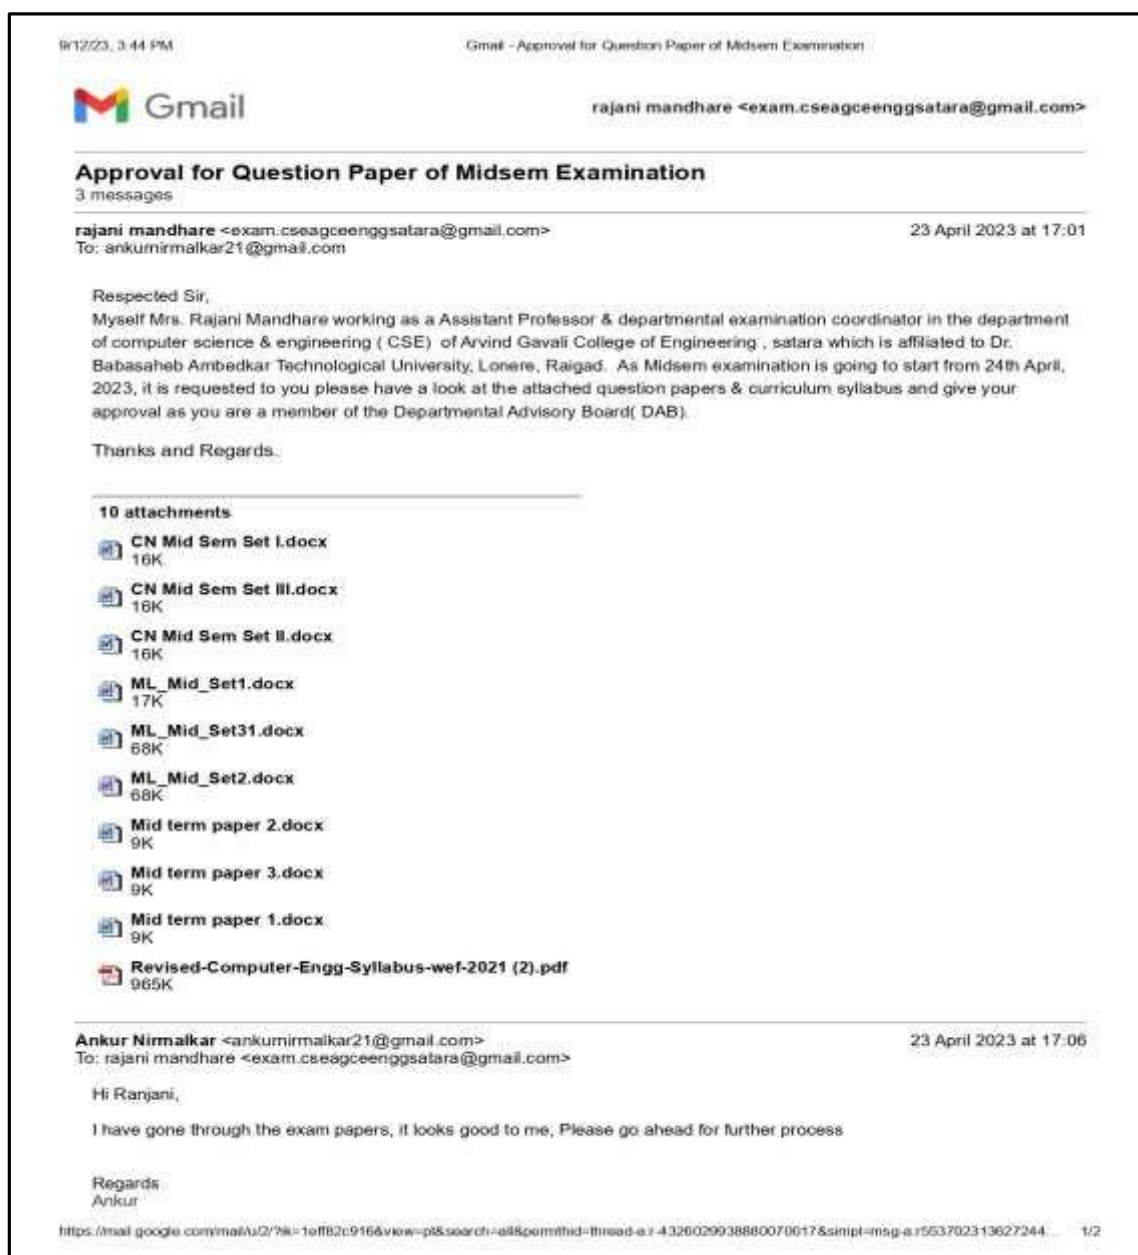 9/12/23, 3:44 PM
Gmail - Approval for Question Paper of Midsem Examination
Gmail
rajani mandhare <exam.cseagceenggsatara@gmail.com>
Approval for Question Paper of Midsem Examination
3 messages
rajani mandhare <exam.cseagceenggsatara@gmail.com>
23 April 2023 at 17:01
To: ankurnirmalkar21@gmail.com
Respected Sir,
Myself Mrs. Rajani Mandhare working as a Assistant Professor & departmental examination coordinator in the department
of computer science & engineering ( CSE) of Arvind Gavali College of Engineering , satara which is affiliated to Dr.
Babasaheb Ambedkar Technological University, Lonere, Raigad. As Midsem examination is going to start from 24th April,
2023, it is requested to you please have a look at the attached question papers & curriculum syllabus and give your
approval as you are a member of the Departmental Advisory Board( DAB).
Thanks and Regards.
10 attachments
CN Mid Sem Set I.docx
16K
CN Mid Sem Set III.docx
16K
CN Mid Sem Set II.docx
16K
ML_Mid_Set1.docx
17K
ML_Mid_Set31.docx
68K
ML_Mid_Set2.docx
68K
Mid term paper 2.docx
9K
Mid term paper 3.docx
9K
Mid term paper 1.docx
9K
Revised-Computer-Engg-Syllabus-wef-2021 (2).pdf
965K
Ankur Nirmalkar <ankurnirmalkar21@gmail.com>
23 April 2023 at 17:06
To: rajani mandhare <exam.cseagceenggsatara@gmail.com>
Hi Ranjani,
I have gone through the exam papers, it looks good to me, Please go ahead for further process
Regards
Ankur
1/2